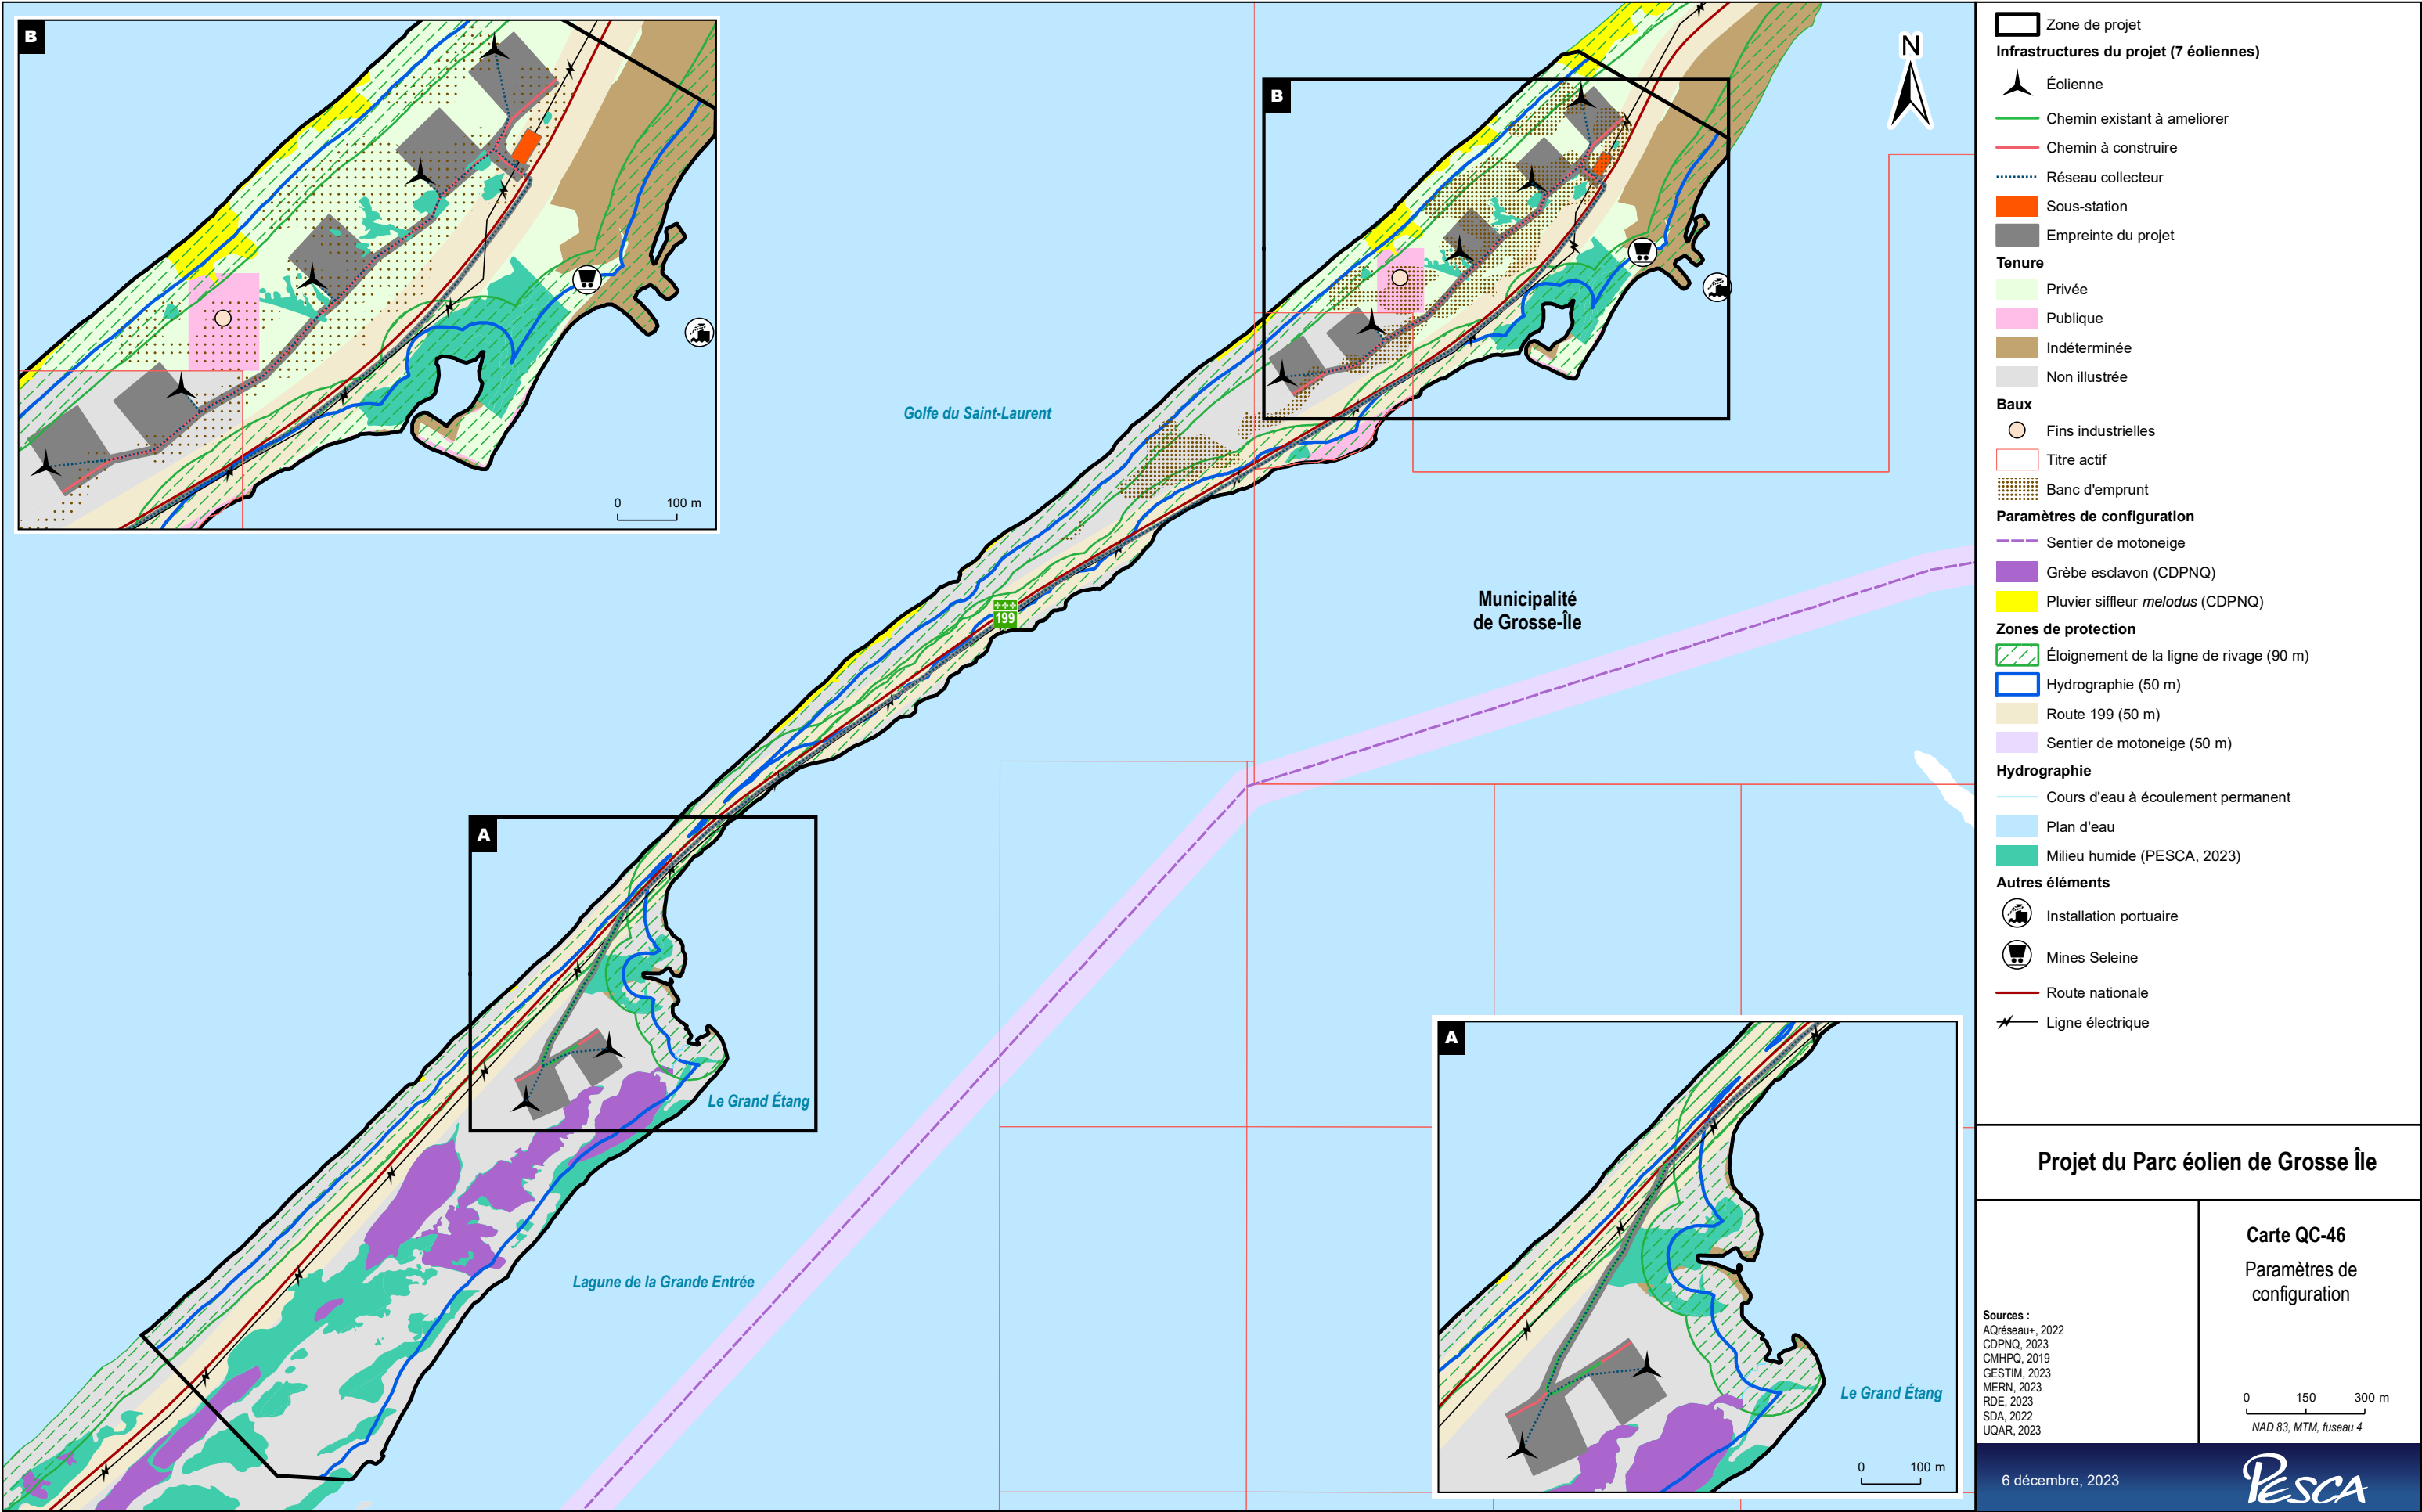 B
0 100 m
B
N
Golfe du Saint-Laurent
199
Municipalité
de Grosse-Île
A
Le Grand Étang
Lagune de la Grande Entrée
A
Le Grand Étang
0 100 m
Zone de projet
Infrastructures du projet (7 éoliennes)
Éolienne
Chemin existant à ameliorer
Chemin à construire
Réseau collecteur
Sous-station
Empreinte du projet
Tenure
Privée
Publique
Indéterminée
Non illustrée
Baux
Fins industrielles
Titre actif
Banc d'emprunt
Paramètres de configuration
Sentier de motoneige
Grèbe esclavon (CDPNQ)
Pluvier siffleur melodus (CDPNQ)
Zones de protection
Éloignement de la ligne de rivage (90 m)
Hydrographie (50 m)
Route 199 (50 m)
Sentier de motoneige (50 m)
Hydrographie
Cours d'eau à écoulement permanent
Plan d'eau
Milieu humide (PESCA, 2023)
Autres éléments
Installation portuaire
Mines Seleine
Route nationale
Ligne électrique
Projet du Parc éolien de Grosse Île
Carte QC-46
Paramètres de
configuration
Sources :
AQréseau+, 2022
CDPNQ, 2023
CMHPQ, 2019
GESTIM, 2023
MERN, 2023
RDE, 2023
SDA, 2022
UQAR, 2023
0 150 300 m
NAD 83, MTM, fuseau 4
6 décembre, 2023
PESCA